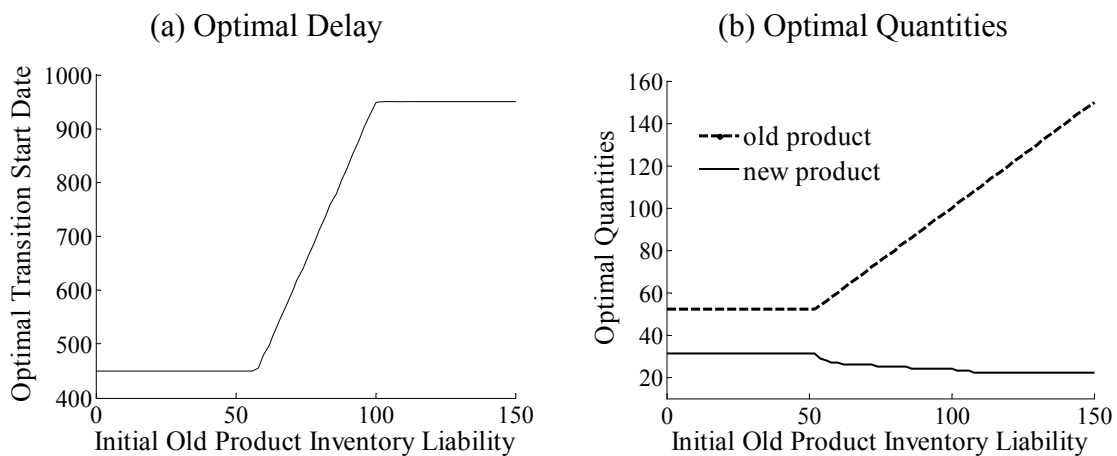 (a) Optimal Delay
Optimal Transition Start Date
1000
900
800
700
600
500
400
0
50
100
150
Initial Old Product Inventory Liability
(b) Optimal Quantities
Optimal Quantities
160
140
120
100
80
60
40
20
old product
new product
0
50
100
150
Initial Old Product Inventory Liability